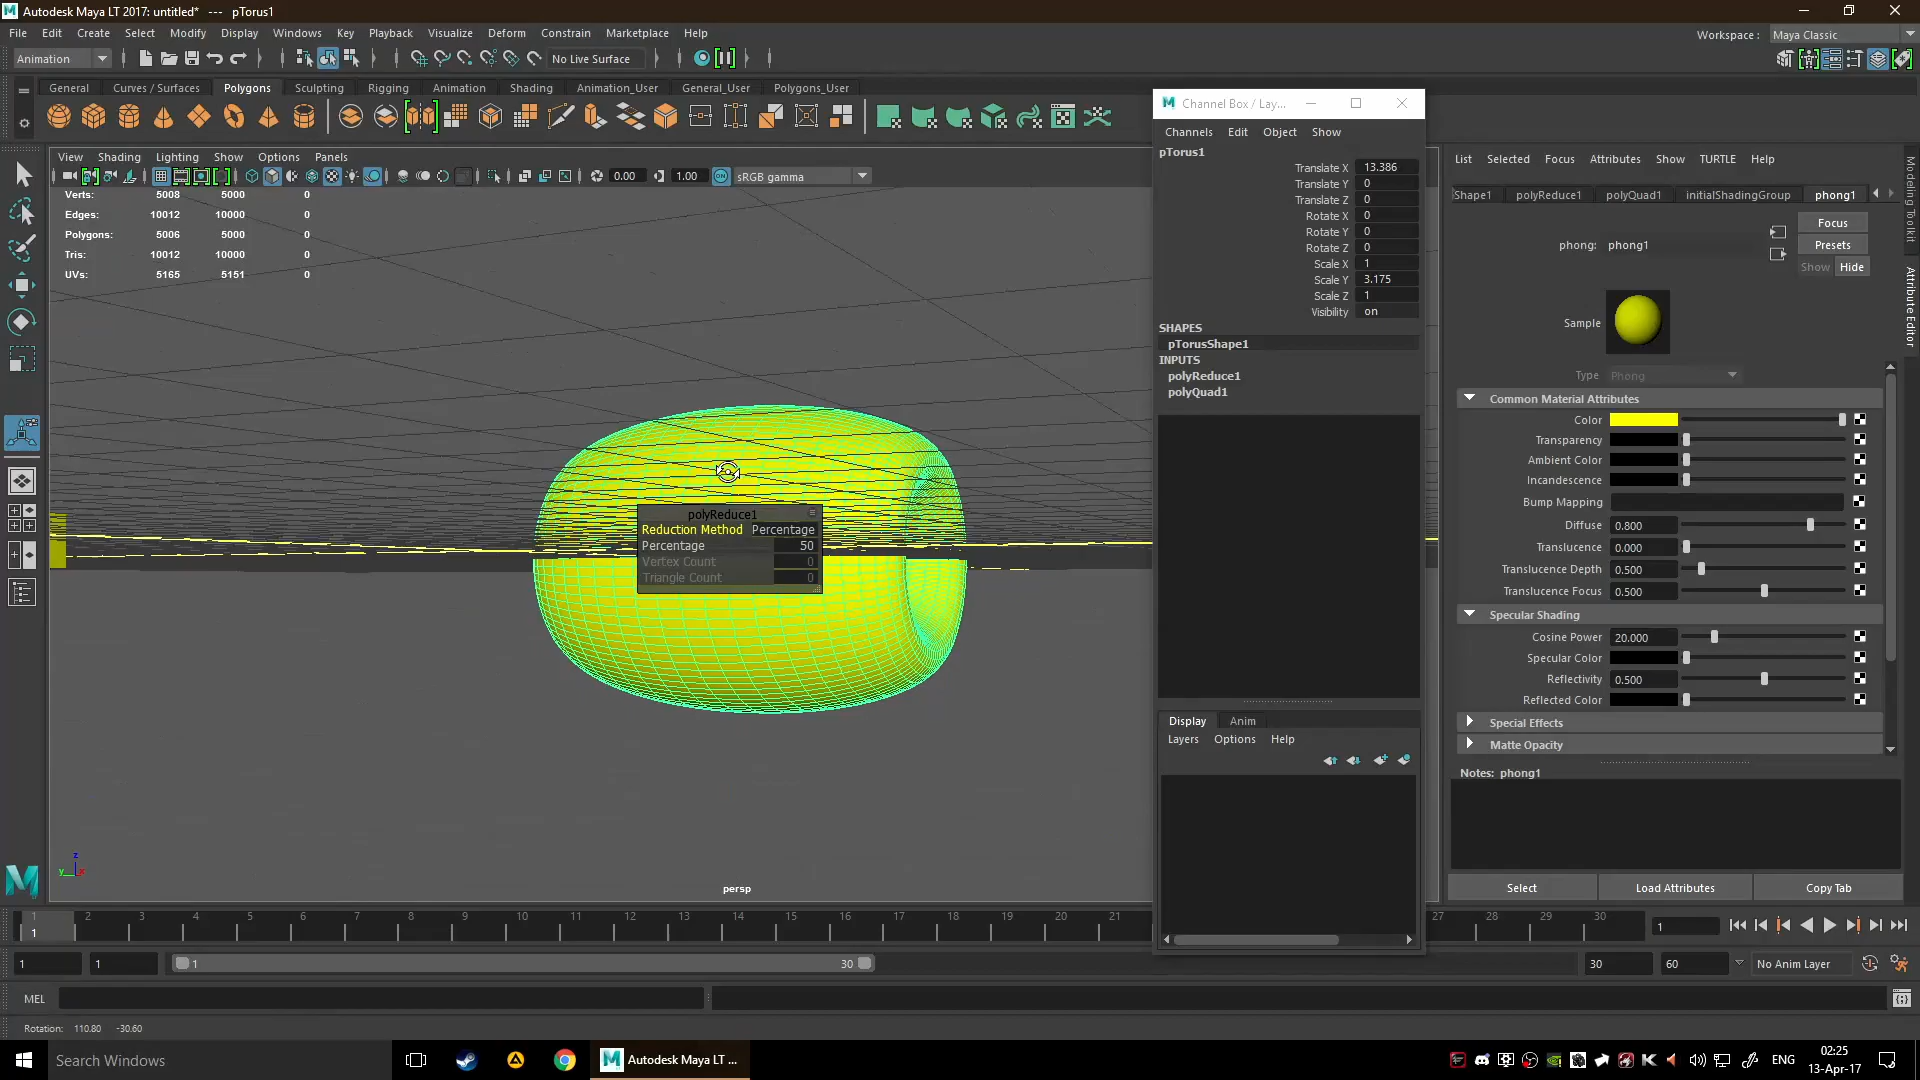 Autodesk Maya LT 2017: untitled* --- pTorus1
File Edit Create Select Modify Display Windows Key Playback Visualize Deform Constrain Marketplace Help
Workspace : Maya Classic
Animation No Live Surface
General Curves / Surfaces Polygons Sculpting Rigging Animation Shading Animation_User General_User Polygons_User
View Shading Lighting Show Options Panels
0.00 1.00 ON sRGB gamma
Verts: 5008 5000 0
Edges: 10012 10000 0
Polygons: 5006 5000 0
Tris: 10012 10000 0
UVs: 5165 5151 0
polyReduce1
Reduction Method Percentage
Percentage 50
Vertex Count 0
Triangle Count 0
z
y x
persp
Channel Box / Lay...
Channels Edit Object Show
pTorus1
Translate X 13.386
Translate Y 0
Translate Z 0
Rotate X 0
Rotate Y 0
Rotate Z 0
Scale X 1
Scale Y 3.175
Scale Z 1
Visibility on
SHAPES
pTorusShape1
INPUTS
polyReduce1
polyQuad1
Display Anim
Layers Options Help
List Selected Focus Attributes Show TURTLE Help
Shape1 polyReduce1 polyQuad1 initialShadingGroup phong1
Focus
phong: phong1
Presets
Show Hide
Sample
Type Phong
Common Material Attributes
Color
Transparency
Ambient Color
Incandescence
Bump Mapping
Diffuse 0.800
Translucence 0.000
Translucence Depth 0.500
Translucence Focus 0.500
Specular Shading
Cosine Power 20.000
Specular Color
Reflectivity 0.500
Reflected Color
Special Effects
Matte Opacity
Notes: phong1
Select Load Attributes Copy Tab
Modeling Toolkit
Attribute Editor
1 2 3 4 5 6 7 8 9 10 11 12 13 14 15 16 17 18 19 20 21 27 28 29 30
1 1
1 1 1 30 30 60 No Anim Layer
MEL
Rotation: 110.80 -30.60
Search Windows
Autodesk Maya LT ...
ENG
02:25
13-Apr-17